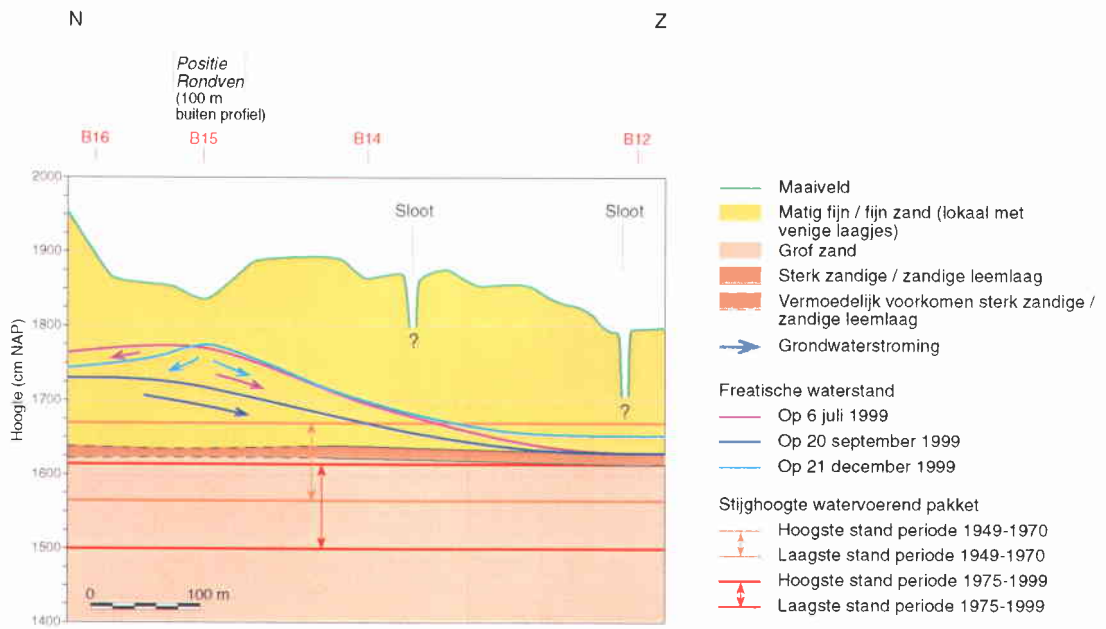 N
Z
Positie
Rondven
(100 m
buiten profiel)
B16
B15
B14
B12
2000
1900
1800
1700
1600
1500
1400
Hoogte (cm NAP)
Sloot
Sloot
?
?
0
100 m
Maaiveld
Matig fijn / fijn zand (lokaal met
venige laagjes)
Grof zand
Sterk zandige / zandige leemlaag
Vermoedelijk voorkomen sterk zandige /
zandige leemlaag
Grondwaterstroming
Freatische waterstand
Op 6 juli 1999
Op 20 september 1999
Op 21 december 1999
Stijghoogte watervoerend pakket
Hoogste stand periode 1949-1970
Laagste stand periode 1949-1970
Hoogste stand periode 1975-1999
Laagste stand periode 1975-1999